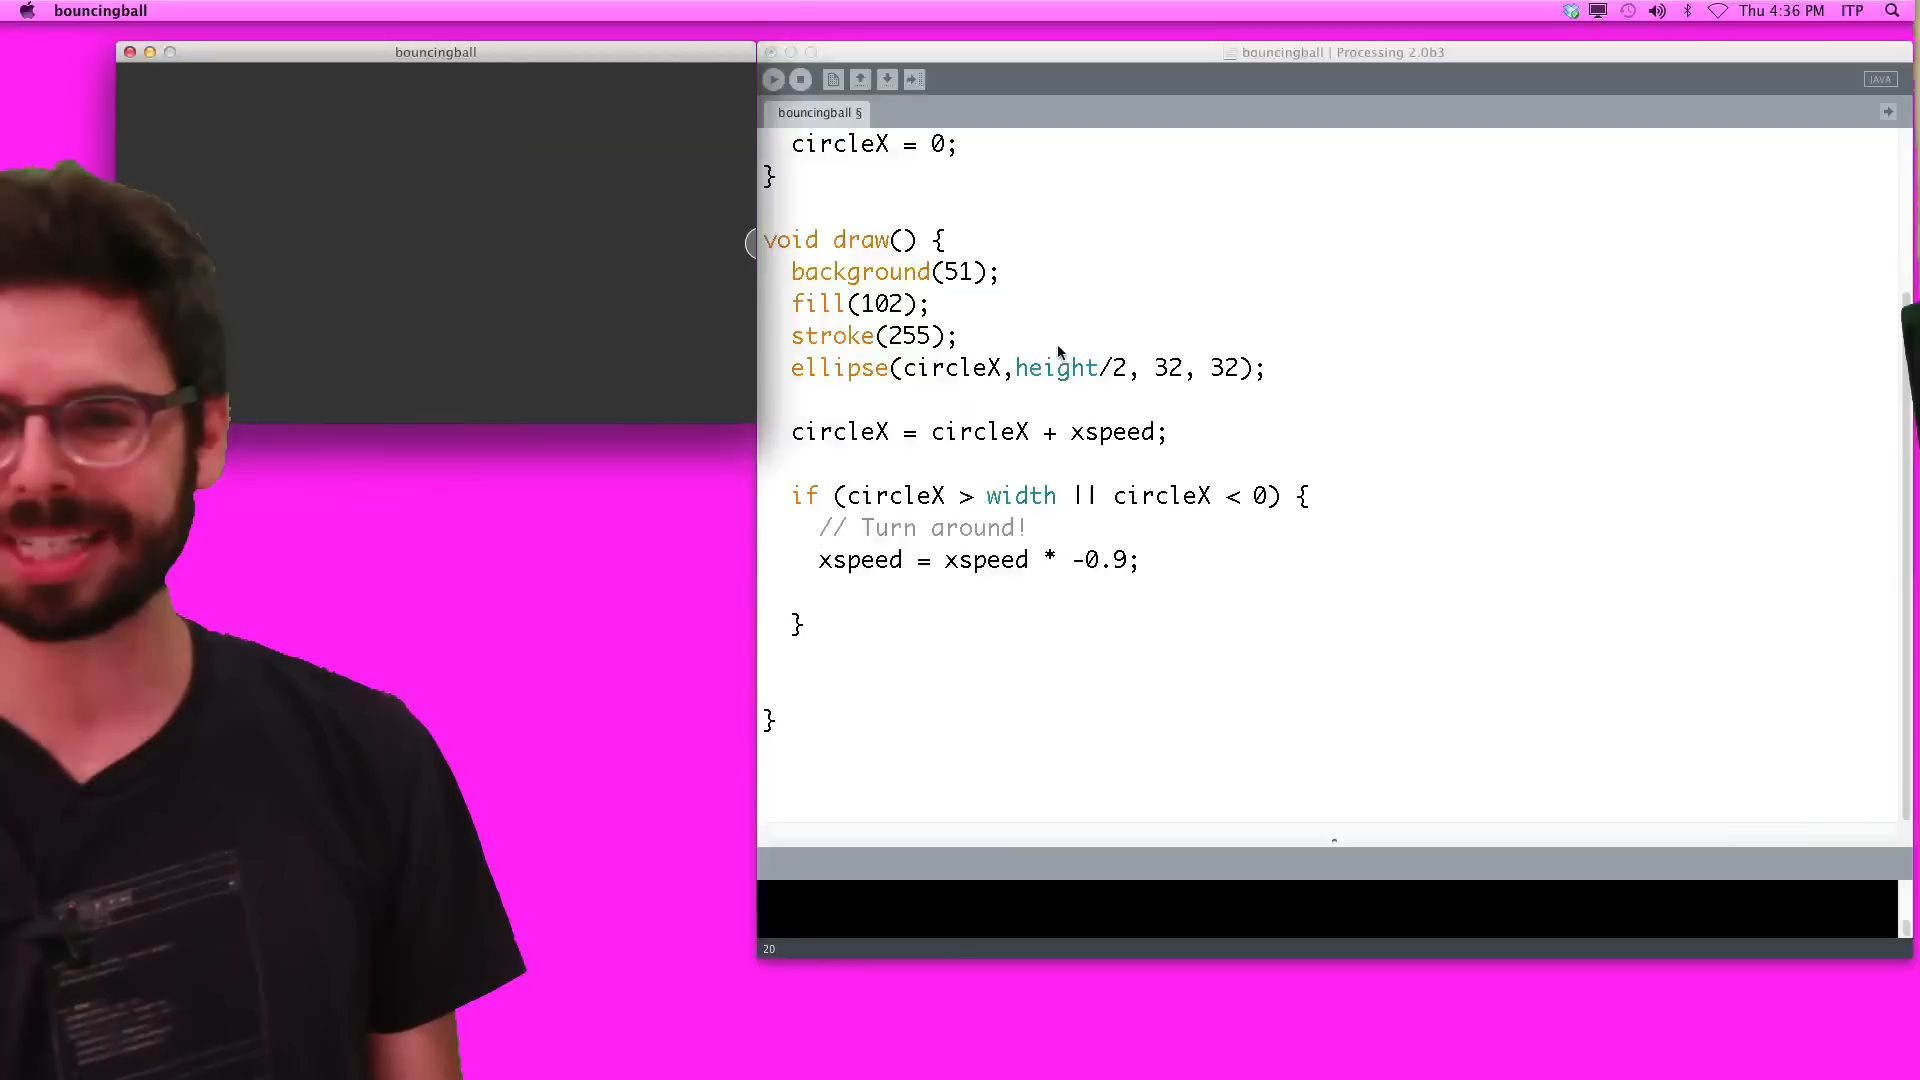 bouncingball
Thu 4:36 PM ITP
bouncingball
bouncingball | Processing 2.0b3
JAVA
bouncingball §
circleX = 0;
}
void draw() {
background(51);
fill(102);
stroke(255);
ellipse(circleX,height/2, 32, 32);
circleX = circleX + xspeed;
if (circleX > width || circleX < 0) {
// Turn around!
xspeed = xspeed * -0.9;
}
}
20